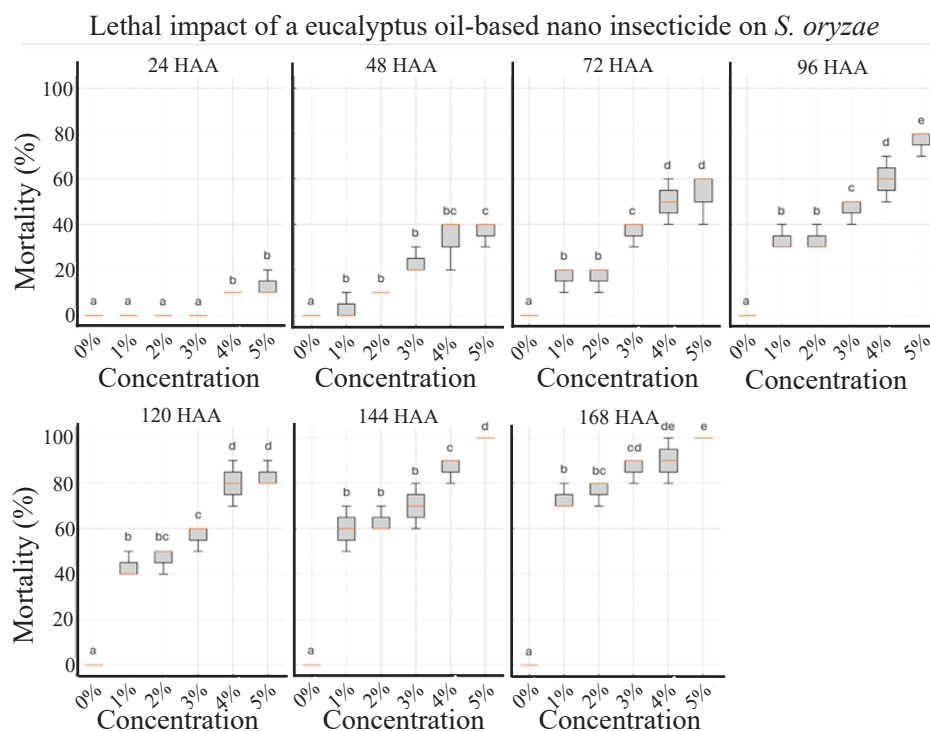 Lethal impact of a eucalyptus oil-based nano insecticide on S. oryzae
24 HAA 48 HAA 72 HAA 96 HAA
Mortality (%)
100
80
60
40
20
0
a a a a b b
a b b b bc c
a b b c d d
a b b c d e
0% 1% 2% 3% 4% 5%
0% 1% 2% 3% 4% 5%
0% 1% 2% 3% 4% 5%
0% 1% 2% 3% 4% 5%
Concentration Concentration Concentration Concentration
120 HAA 144 HAA 168 HAA
Mortality (%)
100
80
60
40
20
0
a b bc c d d
a b b b c d
a b bc cd de e
0% 1% 2% 3% 4% 5%
0% 1% 2% 3% 4% 5%
0% 1% 2% 3% 4% 5%
Concentration Concentration Concentration